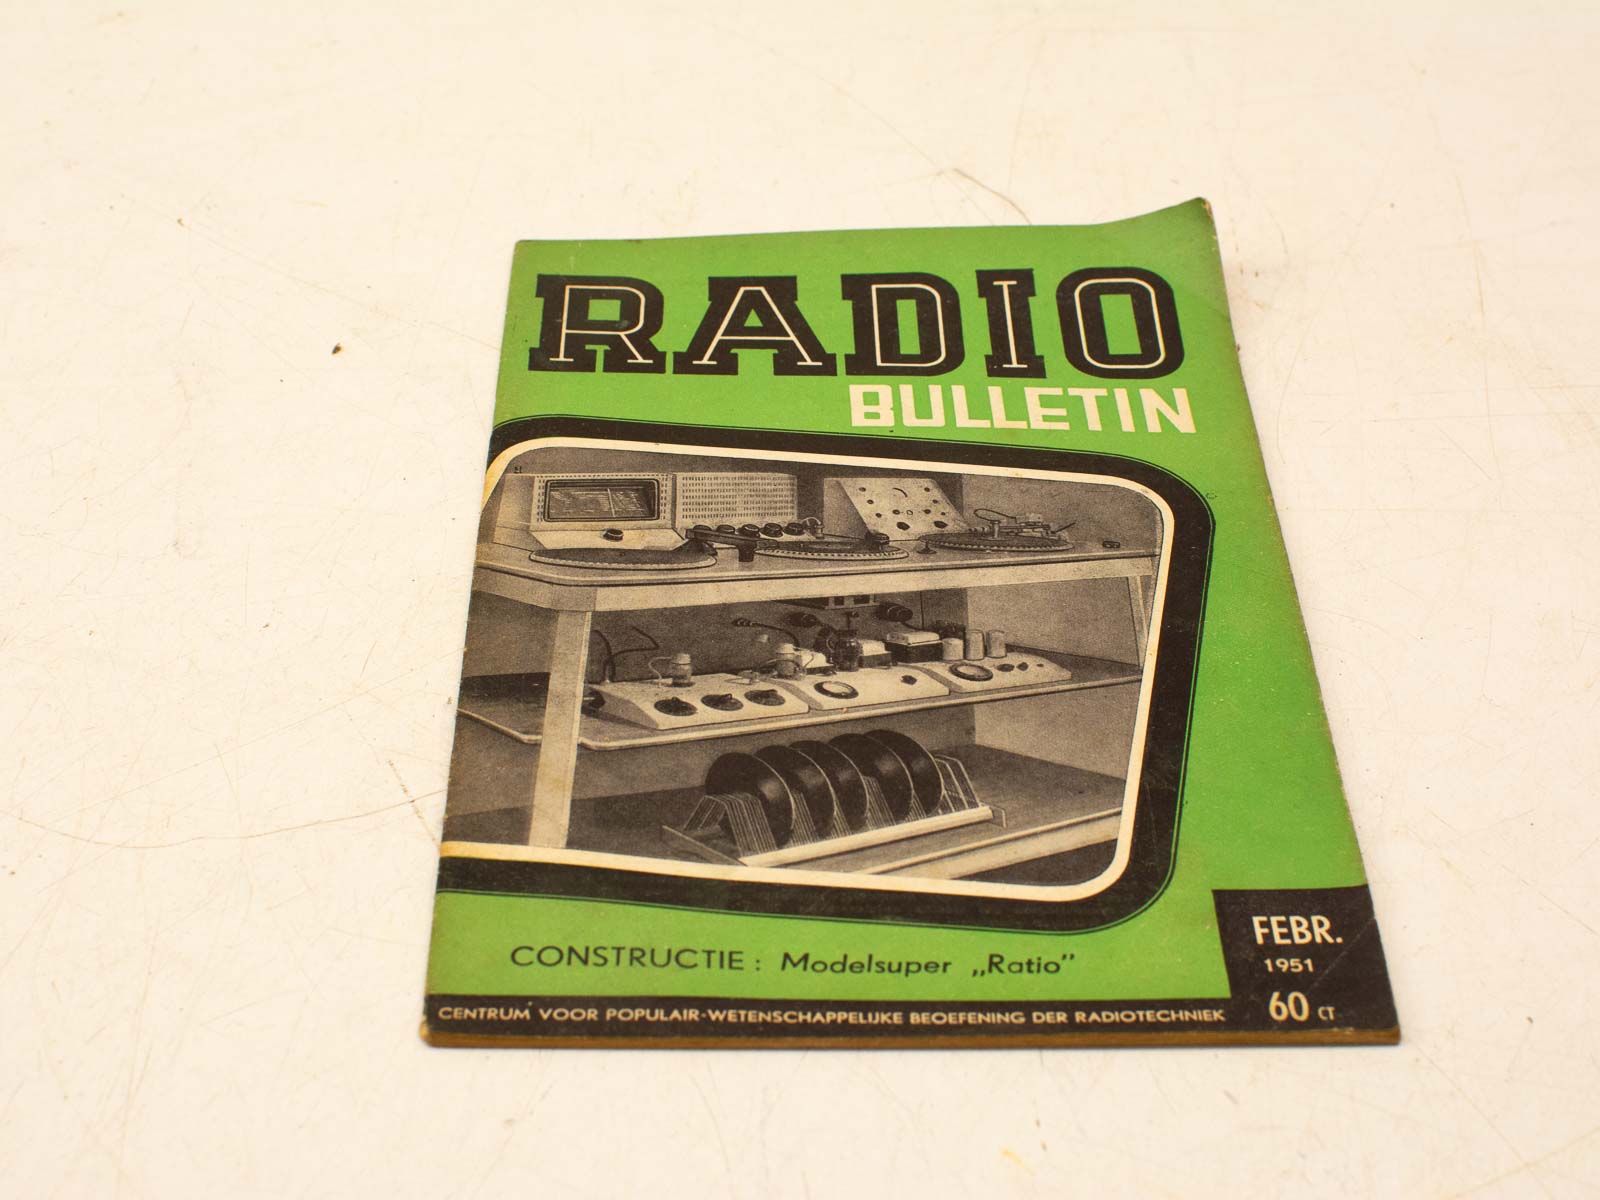 RADIO
BULLETIN
CONSTRUCTIE : Modelsuper „Ratio”
FEBR.
1951
60 CT
CENTRUM VOOR POPULAIR-WETENSCHAPPELIJKE BEOEFENING DER RADIOTECHNIEK